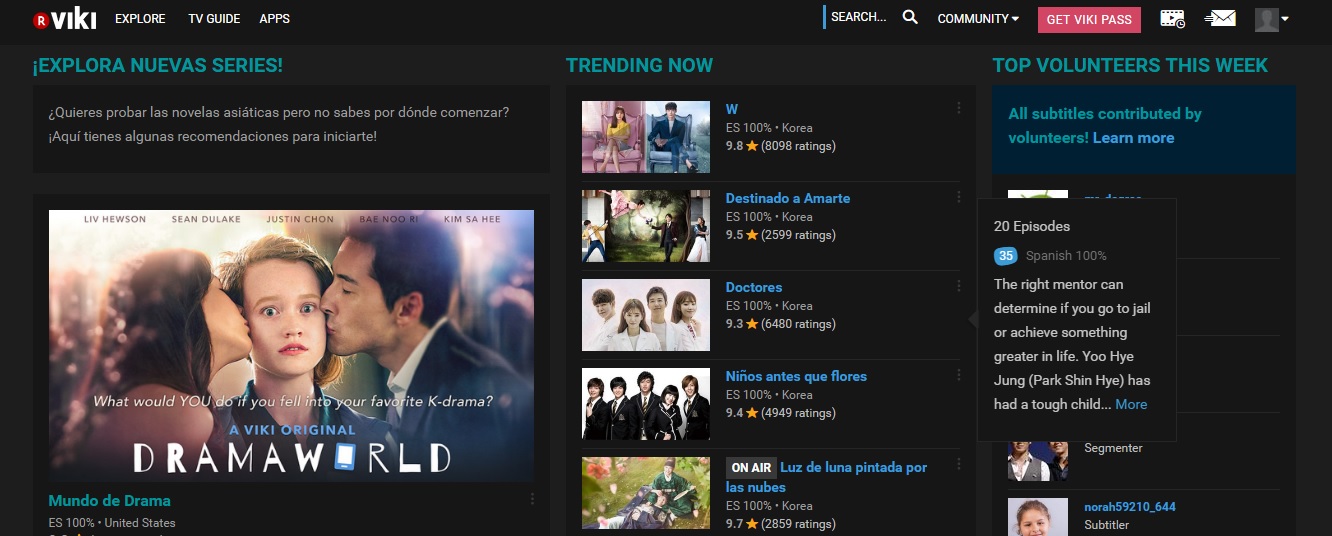 R viki
EXPLORE
TV GUIDE
APPS
SEARCH...
COMMUNITY
GET VIKI PASS
¡EXPLORA NUEVAS SERIES!
¿Quieres probar las novelas asiáticas pero no sabes por dónde comenzar?
¡Aquí tienes algunas recomendaciones para iniciarte!
LIV HEWSON SEAN DULAKE JUSTIN CHON BAE NOO RI KIM SA HEE
What would YOU do if you fell into your favorite K-drama?
A VIKI ORIGINAL
DRAMAWORLD
Mundo de Drama
ES 100% • United States
TRENDING NOW
W
ES 100% • Korea
9.8 (8098 ratings)
Destinado a Amarte
ES 100% • Korea
9.5 (2599 ratings)
Doctores
ES 100% • Korea
9.3 (6480 ratings)
Niños antes que flores
ES 100% • Korea
9.4 (4949 ratings)
ON AIR Luz de luna pintada por
las nubes
ES 100% • Korea
9.7 (2859 ratings)
TOP VOLUNTEERS THIS WEEK
All subtitles contributed by
volunteers! Learn more
20 Episodes
35 Spanish 100%
The right mentor can
determine if you go to jail
or achieve something
greater in life. Yoo Hye
Jung (Park Shin Hye) has
had a tough child... More
Segmenter
norah59210_644
Subtitler